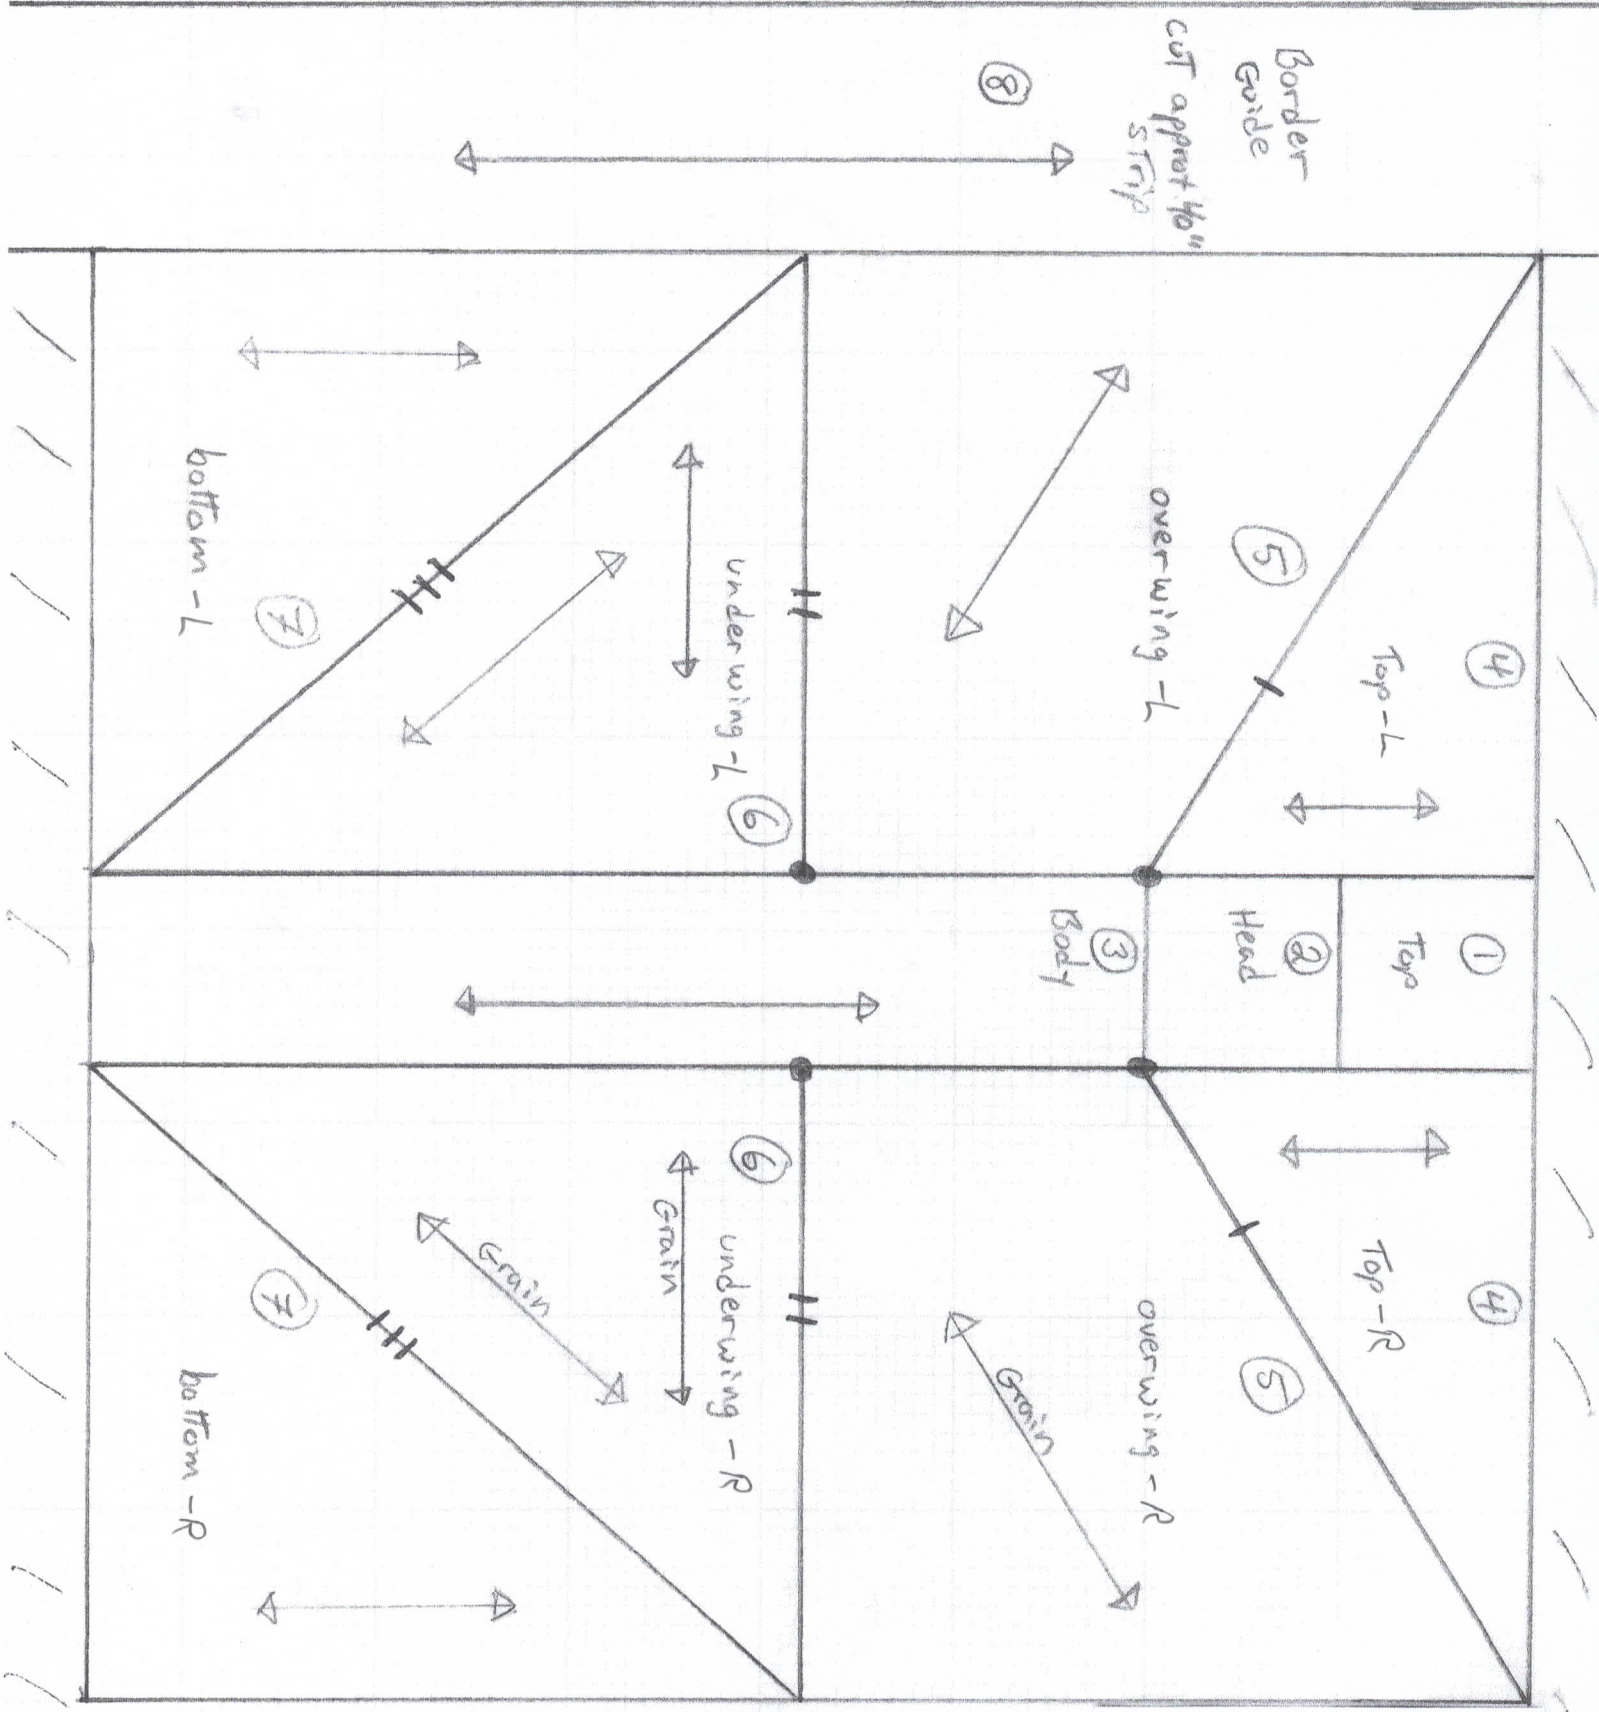 Border
Guide
CUT approx 40"
strip
8
4
Top-L
5
overwing-L
1
Top
2
Head
3
Body
4
Top-R
5
overwing-R
Grain
6
underwing-L
7
bottom-L
6
underwing-R
Grain
Grain
7
bottom-R